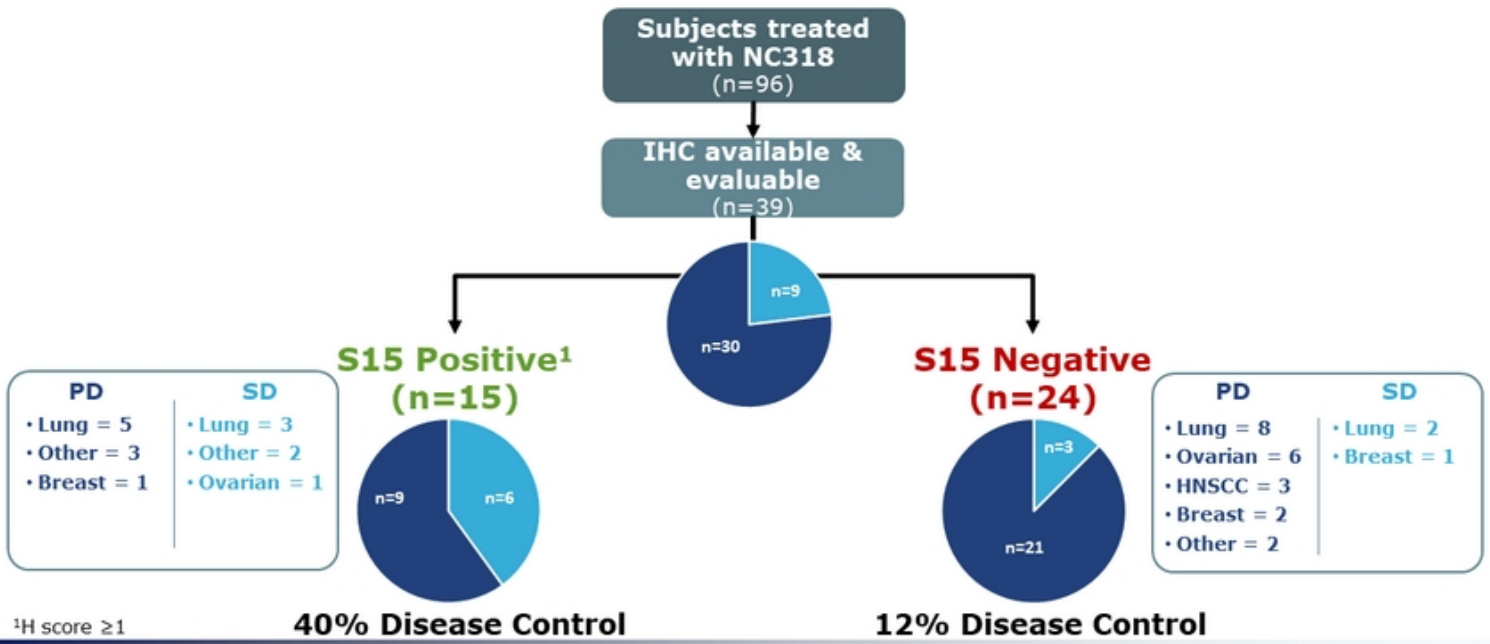 Subjects treated
with NC318
(n=96)
IHC available &
evaluable
(n=39)
n=9
n=30
S15 Positive¹
(n=15)
S15 Negative
(n=24)
PD
• Lung = 5
• Other = 3
• Breast = 1
SD
• Lung = 3
• Other = 2
• Ovarian = 1
n=9
n=6
n=3
n=21
PD
• Lung = 8
• Ovarian = 6
• HNSCC = 3
• Breast = 2
• Other = 2
SD
• Lung = 2
• Breast = 1
¹H score ≥1
40% Disease Control
12% Disease Control